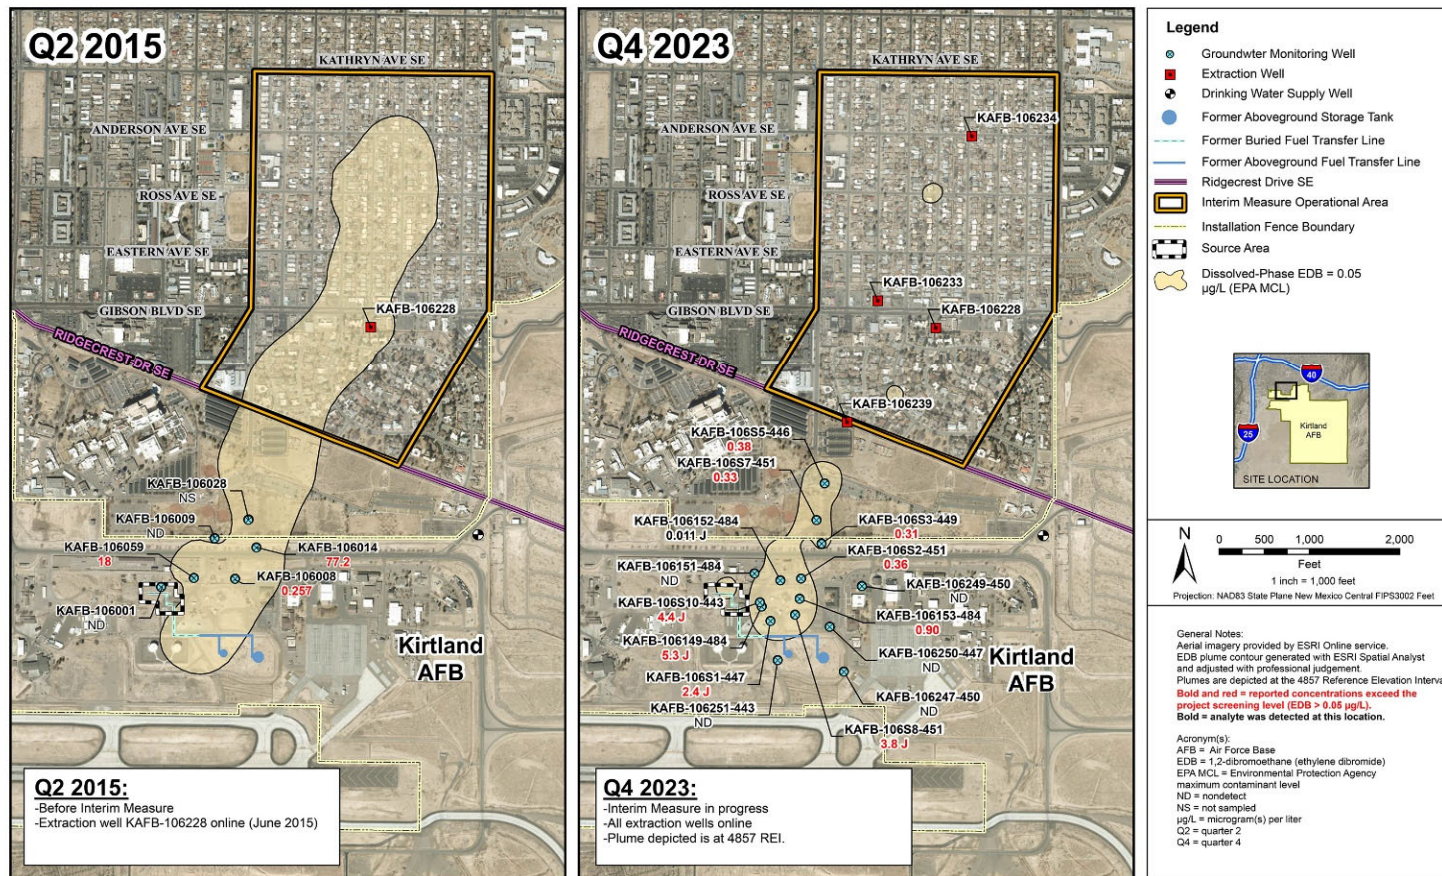 Q2 2015
KATHRYN AVE SE
ANDERSON AVE SE
ROSS AVE SE
EASTERN AVE SE
GIBSON BLVD SE
KAFB-106228
RIDGECREST DR SE
KAFB-106028
NS
KAFB-106009
ND
KAFB-106059
18
KAFB-106014
77.2
KAFB-106008
0.257
KAFB-106001
ND
Kirtland
AFB
Q2 2015:
-Before Interim Measure
-Extraction well KAFB-106228 online (June 2015)
Q4 2023
KATHRYN AVE SE
KAFB-106234
ANDERSON AVE SE
ROSS AVE SE
EASTERN AVE SE
KAFB-106233
GIBSON BLVD SE
KAFB-106228
RIDGECREST DR SE
KAFB-106239
KAFB-106S5-446
0.38
KAFB-106S7-451
0.33
KAFB-106152-484
0.011 J
KAFB-106S3-449
0.31
KAFB-106S2-451
0.36
KAFB-106151-484
ND
KAFB-106249-450
ND
KAFB-106S10-443
4.4 J
KAFB-106153-484
0.90
KAFB-106149-484
5.3 J
KAFB-106250-447
ND
KAFB-106S1-447
2.4 J
KAFB-106247-450
ND
KAFB-106251-443
ND
KAFB-106S8-451
3.8 J
Kirtland
AFB
Q4 2023:
-Interim Measure in progress
-All extraction wells online
-Plume depicted is at 4857 REI.
Legend
Groundwter Monitoring Well
Extraction Well
Drinking Water Supply Well
Former Aboveground Storage Tank
Former Buried Fuel Transfer Line
Former Aboveground Fuel Transfer Line
Ridgecrest Drive SE
Interim Measure Operational Area
Installation Fence Boundary
Source Area
Dissolved-Phase EDB = 0.05
µg/L (EPA MCL)
40
25
Kirtland
AFB
SITE LOCATION
N
0 500 1,000 2,000
Feet
1 inch = 1,000 feet
Projection: NAD83 State Plane New Mexico Central FIPS3002 Feet
General Notes:
Aerial imagery provided by ESRI Online service.
EDB plume contour generated with ESRI Spatial Analyst
and adjusted with professional judgement.
Plumes are depicted at the 4857 Reference Elevation Interva
Bold and red = reported concentrations exceed the
project screening level (EDB > 0.05 µg/L).
Bold = analyte was detected at this location.
Acronym(s):
AFB = Air Force Base
EDB = 1,2-dibromoethane (ethylene dibromide)
EPA MCL = Environmental Protection Agency
maximum contaminant level
ND = nondetect
NS = not sampled
µg/L = microgram(s) per liter
Q2 = quarter 2
Q4 = quarter 4